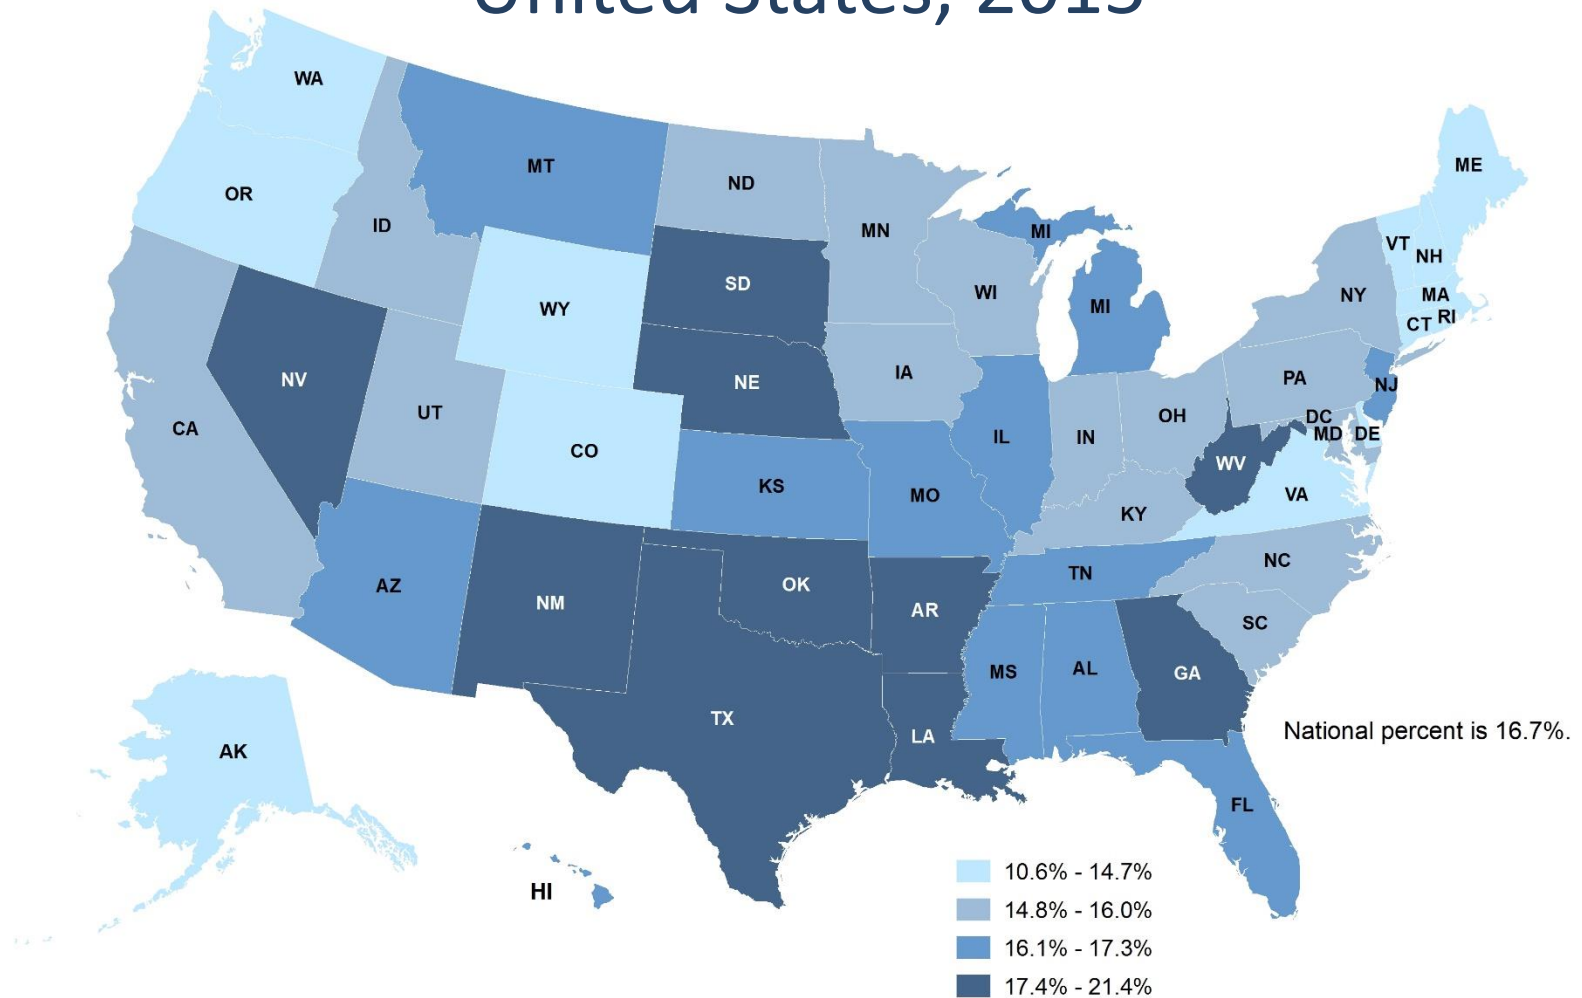 United States, 2015
WA
MT
ME
ND
OR
ID
MN
MI
VT
NH
SD
WI
NY
MA
WY
MI
RI
CT
IA
NV
NE
PA
NJ
UT
OH
DC
CA
IL
IN
MD
DE
CO
WV
KS
MO
VA
KY
NC
TN
AZ
OK
NM
AR
SC
MS
AL
GA
TX
National percent is 16.7%.
LA
AK
FL
HI
10.6% - 14.7%
14.8% - 16.0%
16.1% - 17.3%
17.4% - 21.4%